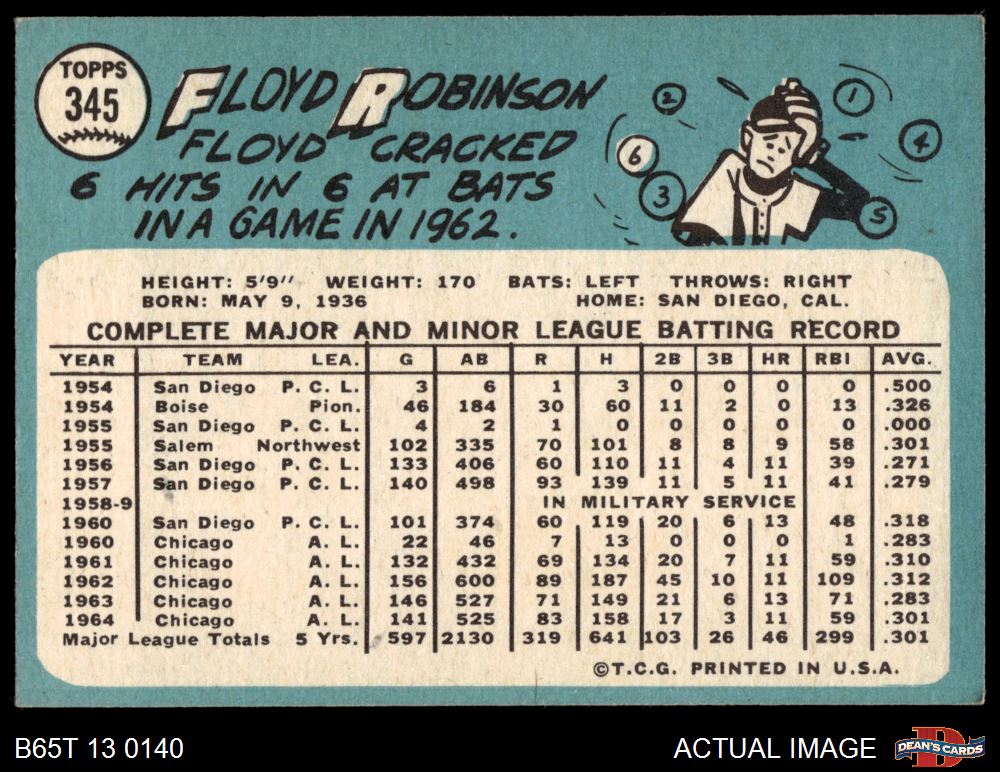 TOPPS
345
FLOYD ROBINSON
FLOYD CRACKED
6 HITS IN 6 AT BATS
IN A GAME IN 1962.
2
1
6
4
3
5
HEIGHT: 5'9" WEIGHT: 170 BATS: LEFT THROWS: RIGHT
BORN: MAY 9, 1936 HOME: SAN DIEGO, CAL.
COMPLETE MAJOR AND MINOR LEAGUE BATTING RECORD
YEAR TEAM LEA. G AB R H 2B 3B HR RBI AVG.
1954 San Diego P. C. L. 3 6 1 3 0 0 0 0 .500
1954 Boise Pion. 46 184 30 60 11 2 0 13 .326
1955 San Diego P. C. L. 4 2 1 0 0 0 0 0 .000
1955 Salem Northwest 102 335 70 101 8 8 9 58 .301
1956 San Diego P. C. L. 133 406 60 110 11 4 11 39 .271
1957 San Diego P. C. L. 140 498 93 139 11 5 11 41 .279
1958-9 IN MILITARY SERVICE
1960 San Diego P. C. L. 101 374 60 119 20 6 13 48 .318
1960 Chicago A. L. 22 46 7 13 0 0 0 1 .283
1961 Chicago A. L. 132 432 69 134 20 7 11 59 .310
1962 Chicago A. L. 156 600 89 187 45 10 11 109 .312
1963 Chicago A. L. 146 527 71 149 21 6 13 71 .283
1964 Chicago A. L. 141 525 83 158 17 3 11 59 .301
Major League Totals 5 Yrs. 597 2130 319 641 103 26 46 299 .301
©T.C.G. PRINTED IN U.S.A.
B65T 13 0140 ACTUAL IMAGE D DEAN'S CARDS